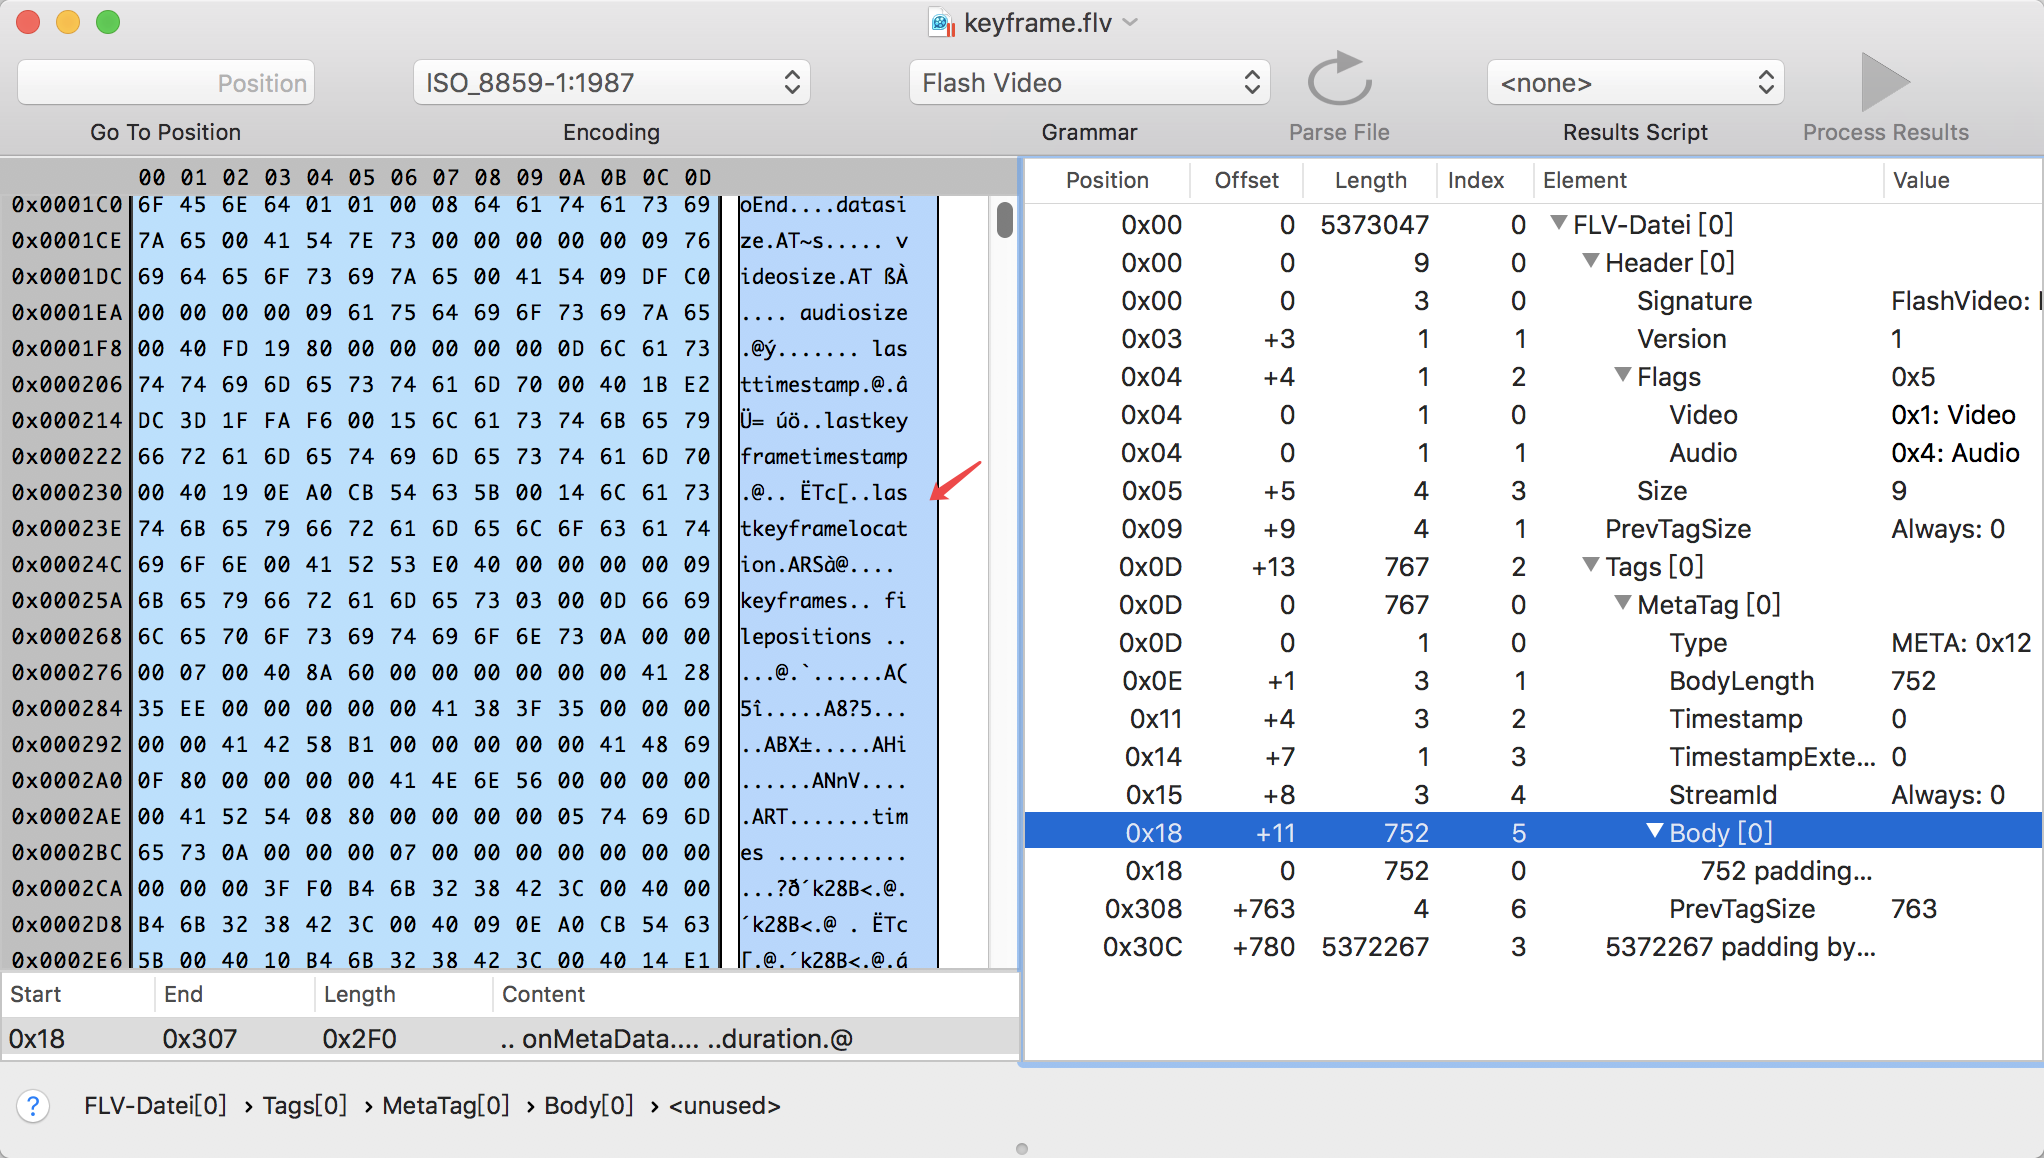 keyframe.flv
Position
ISO_8859-1:1987
Flash Video
<none>
Go To Position
Encoding
Grammar
Parse File
Results Script
Process Results
00 01 02 03 04 05 06 07 08 09 0A 0B 0C 0D
0x0001C0 6F 45 6E 64 01 01 00 08 64 61 74 61 73 69 oEnd....datasi
0x0001CE 7A 65 00 41 54 7E 73 00 00 00 00 00 09 76 ze.AT~s..... v
0x0001DC 69 64 65 6F 73 69 7A 65 00 41 54 09 DF C0 ideosize.AT ßÀ
0x0001EA 00 00 00 00 09 61 75 64 69 6F 73 69 7A 65 .... audiosize
0x0001F8 00 40 FD 19 80 00 00 00 00 00 0D 6C 61 73 .@ý....... las
0x000206 74 74 69 6D 65 73 74 61 6D 70 00 40 1B E2 ttimestamp.@.â
0x000214 DC 3D 1F FA F6 00 15 6C 61 73 74 6B 65 79 Ü= úö..lastkey
0x000222 66 72 61 6D 65 74 69 6D 65 73 74 61 6D 70 frametimestamp
0x000230 00 40 19 0E A0 CB 54 63 5B 00 14 6C 61 73 .@.. ËTc[..las
0x00023E 74 6B 65 79 66 72 61 6D 65 6C 6F 63 61 74 tkeyframelocat
0x00024C 69 6F 6E 00 41 52 53 E0 40 00 00 00 00 09 ion.ARSà@....
0x00025A 6B 65 79 66 72 61 6D 65 73 03 00 0D 66 69 keyframes.. fi
0x000268 6C 65 70 6F 73 69 74 69 6F 6E 73 0A 00 00 lepositions ..
0x000276 00 07 00 40 8A 60 00 00 00 00 00 00 41 28 ...@.`......A(
0x000284 35 EE 00 00 00 00 00 41 38 3F 35 00 00 00 5î.....A8?5...
0x000292 00 00 41 42 58 B1 00 00 00 00 00 41 48 69 ..ABX±.....AHi
0x0002A0 0F 80 00 00 00 00 41 4E 6E 56 00 00 00 00 ......ANnV....
0x0002AE 00 41 52 54 08 80 00 00 00 00 05 74 69 6D .ART.......tim
0x0002BC 65 73 0A 00 00 00 07 00 00 00 00 00 00 00 es ...........
0x0002CA 00 00 00 3F F0 B4 6B 32 38 42 3C 00 40 00 ...?ð´k28B<.@.
0x0002D8 B4 6B 32 38 42 3C 00 40 09 0E A0 CB 54 63 ´k28B<.@ . ËTc
0x0002E6 5B 00 40 10 B4 6B 32 38 42 3C 00 40 14 E1 [.@.´k28B<.@.á
Start End Length Content
0x18 0x307 0x2F0 .. onMetaData.... ..duration.@
Position Offset Length Index Element Value
0x00 0 5373047 0 FLV-Datei [0]
0x00 0 9 0 Header [0]
0x00 0 3 0 Signature FlashVideo:
0x03 +3 1 1 Version 1
0x04 +4 1 2 Flags 0x5
0x04 0 1 0 Video 0x1: Video
0x04 0 1 1 Audio 0x4: Audio
0x05 +5 4 3 Size 9
0x09 +9 4 1 PrevTagSize Always: 0
0x0D +13 767 2 Tags [0]
0x0D 0 767 0 MetaTag [0]
0x0D 0 1 0 Type META: 0x12
0x0E +1 3 1 BodyLength 752
0x11 +4 3 2 Timestamp 0
0x14 +7 1 3 TimestampExte... 0
0x15 +8 3 4 StreamId Always: 0
0x18 +11 752 5 Body [0]
0x18 0 752 0 752 padding...
0x308 +763 4 6 PrevTagSize 763
0x30C +780 5372267 3 5372267 padding by...
? FLV-Datei[0] › Tags[0] › MetaTag[0] › Body[0] › <unused>